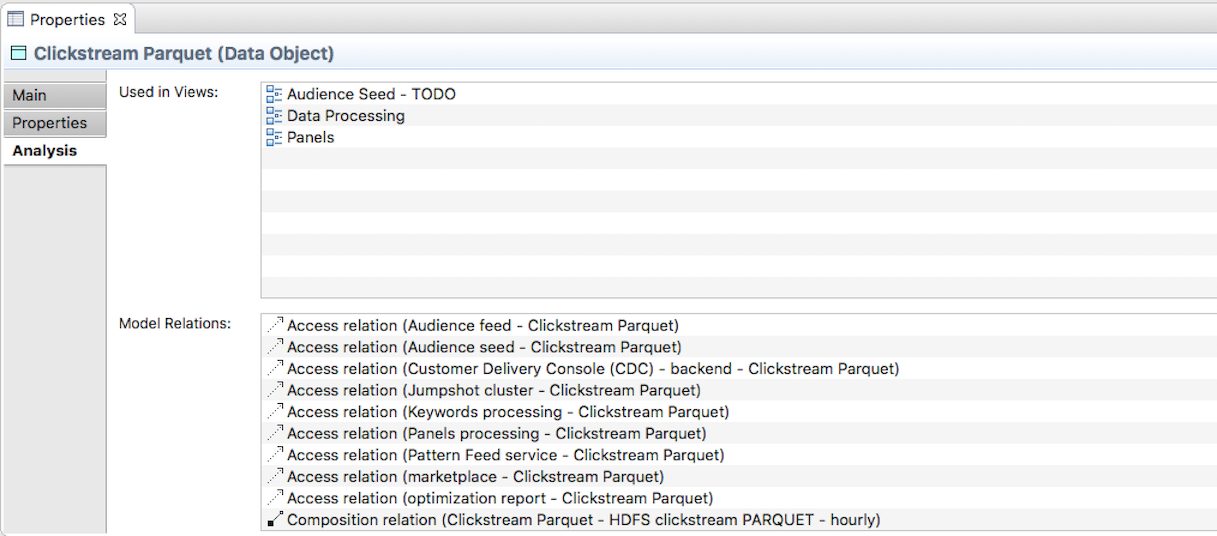 Properties
Clickstream Parquet (Data Object)
Main
Properties
Analysis
Used in Views:
Audience Seed - TODO
Data Processing
Panels
Model Relations:
Access relation (Audience feed - Clickstream Parquet)
Access relation (Audience seed - Clickstream Parquet)
Access relation (Customer Delivery Console (CDC) - backend - Clickstream Parquet)
Access relation (Jumpshot cluster - Clickstream Parquet)
Access relation (Keywords processing - Clickstream Parquet)
Access relation (Panels processing - Clickstream Parquet)
Access relation (Pattern Feed service - Clickstream Parquet)
Access relation (marketplace - Clickstream Parquet)
Access relation (optimization report - Clickstream Parquet)
Composition relation (Clickstream Parquet - HDFS clickstream PARQUET - hourly)